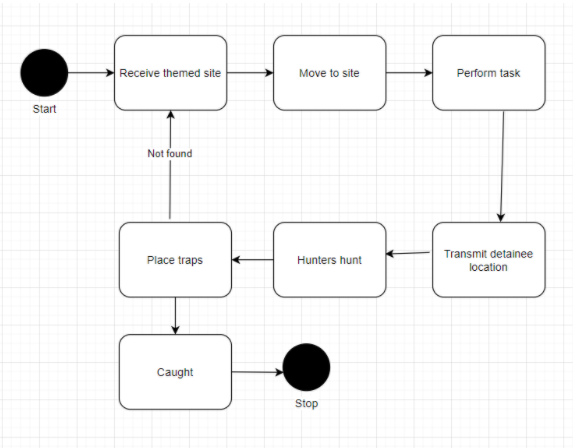 Receive themed site
Move to site
Perform task
Start
Not found
Place traps
Hunters hunt
Transmit detainee
location
Caught
Stop